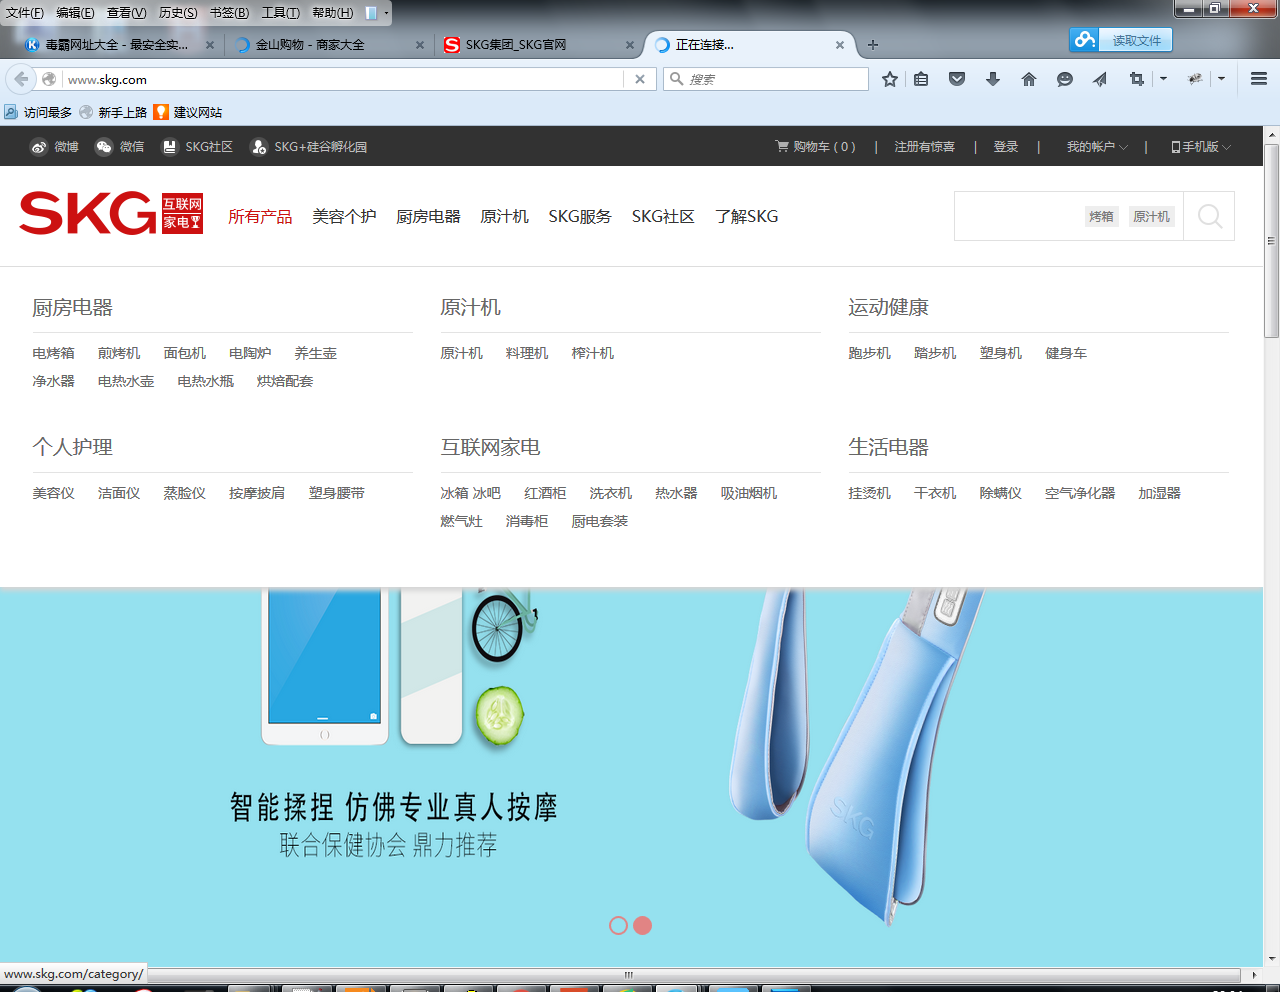 文件(F) 编辑(E) 查看(V) 历史(S) 书签(B) 工具(T) 帮助(H)
毒霸网址大全 - 最安全实...
金山购物 - 商家大全
SKG集团_SKG官网
正在连接...
读取文件
www.skg.com
搜索
访问最多 新手上路 建议网站
微博 微信 SKG社区 SKG+硅谷孵化园
购物车 ( 0 ) | 注册有惊喜 | 登录 | 我的帐户 | 手机版
SKG 互联网
家电
所有产品 美容个护 厨房电器 原汁机 SKG服务 SKG社区 了解SKG
烤箱 原汁机
厨房电器
电烤箱 煎烤机 面包机 电陶炉 养生壶
净水器 电热水壶 电热水瓶 烘焙配套
原汁机
原汁机 料理机 榨汁机
运动健康
跑步机 踏步机 塑身机 健身车
个人护理
美容仪 洁面仪 蒸脸仪 按摩披肩 塑身腰带
互联网家电
冰箱 冰吧 红酒柜 洗衣机 热水器 吸油烟机
燃气灶 消毒柜 厨电套装
生活电器
挂烫机 干衣机 除螨仪 空气净化器 加湿器
智能揉捏 仿佛专业真人按摩
联合保健协会 鼎力推荐
SKG
www.skg.com/category/